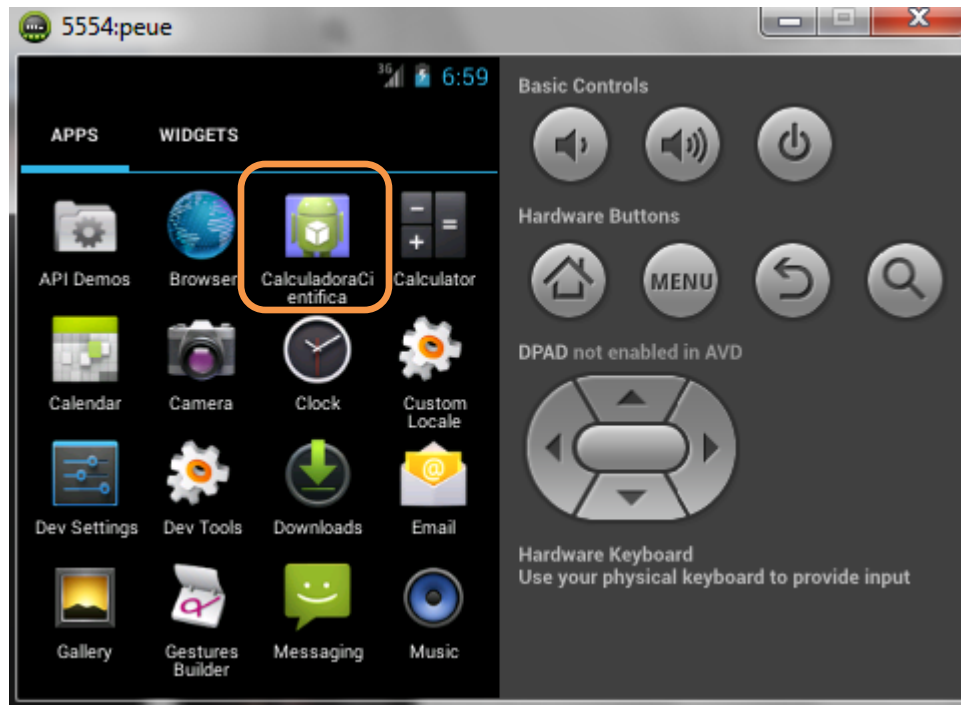 5554:peue
3G 6:59
APPS WIDGETS
API Demos Browser CalculadoraCi
entifica Calculator
Calendar Camera Clock Custom
Locale
Dev Settings Dev Tools Downloads Email
Gallery Gestures
Builder Messaging Music
Basic Controls
Hardware Buttons
MENU
DPAD not enabled in AVD
Hardware Keyboard
Use your physical keyboard to provide input